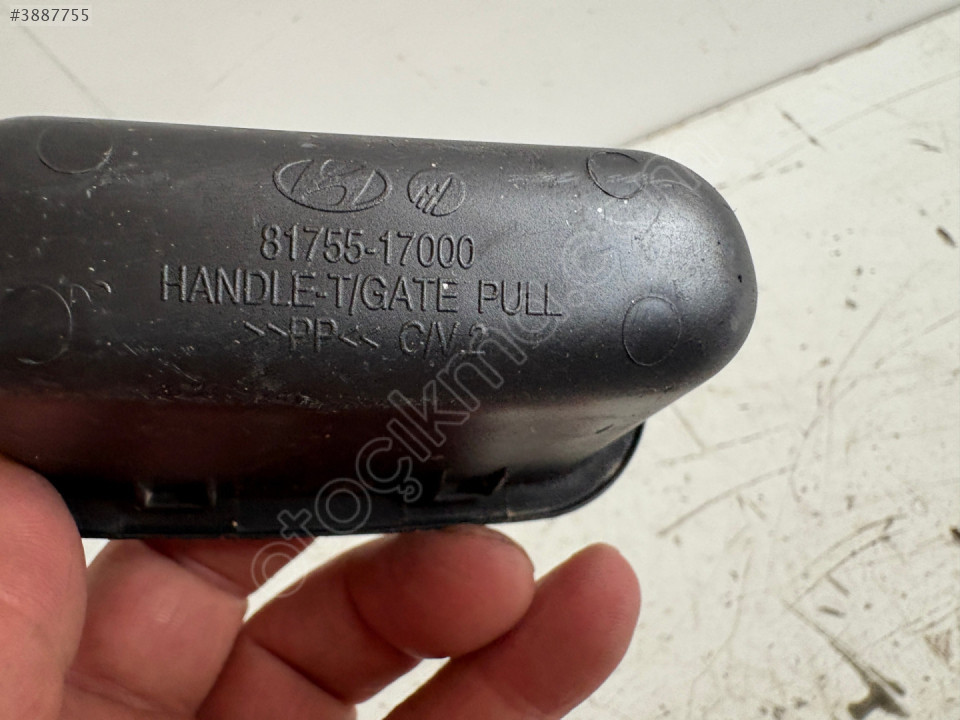 #3887755
81755-17000
HANDLE-T/GATE PULL
>>PP<< C/V 2
otoçıkma.com